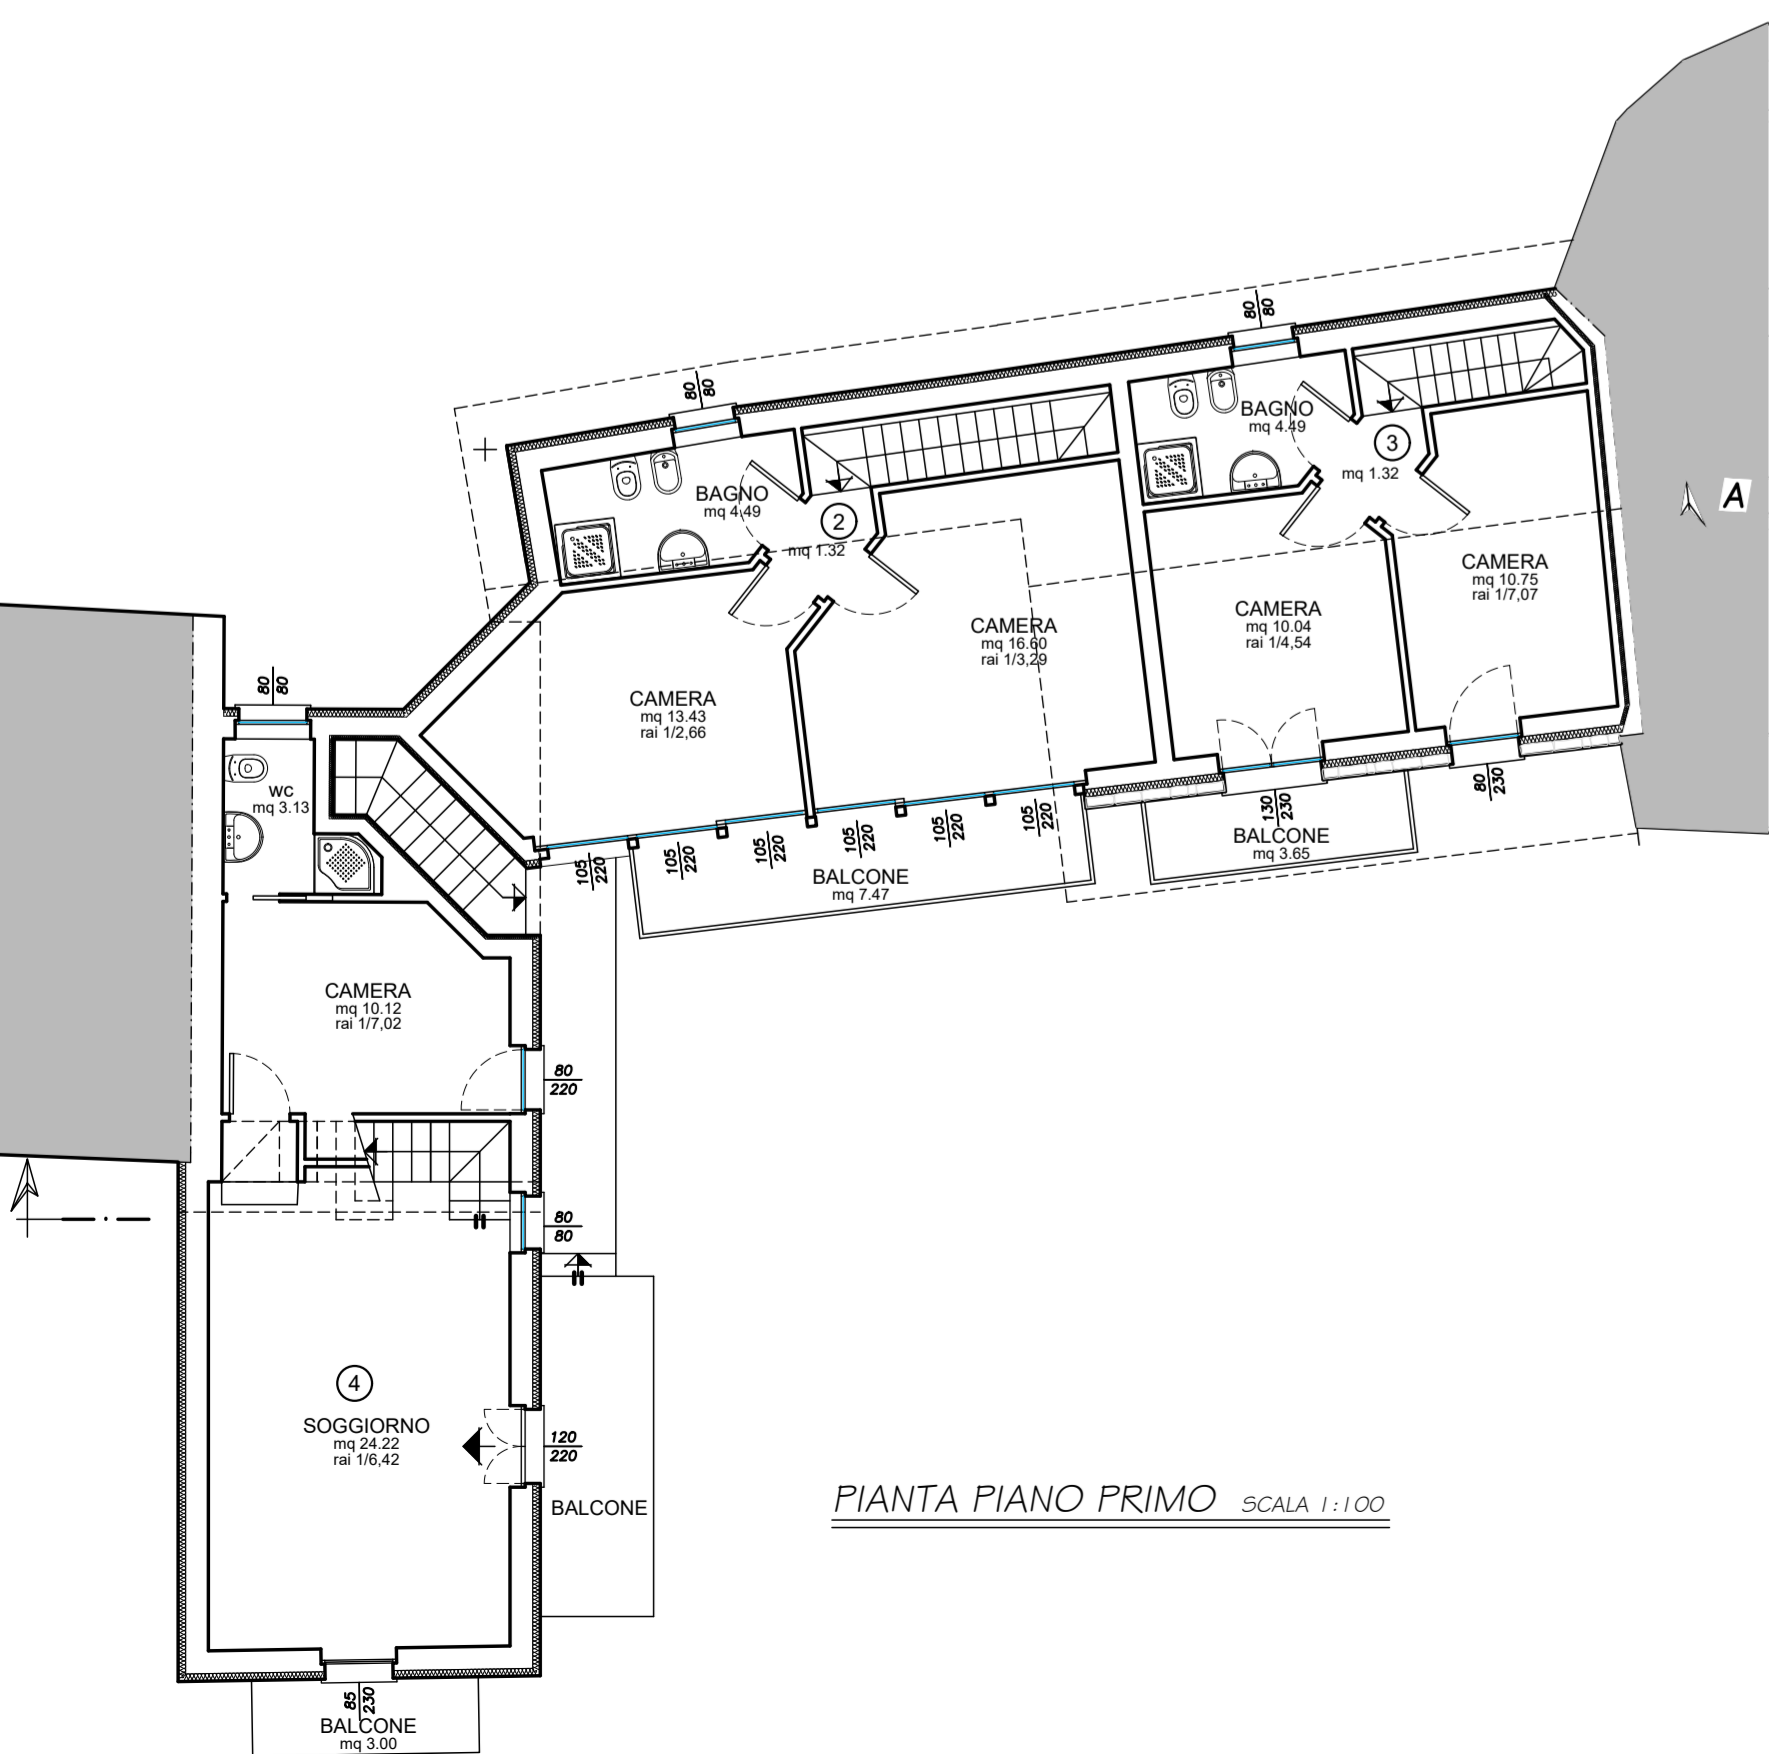 80
80
80
80
BAGNO
mq 4.49
3
mq 1.32
A
BAGNO
mq 4.49
2
mq 1.32
CAMERA
mq 10.75
rai 1/7,07
CAMERA
mq 10.04
rai 1/4,54
CAMERA
mq 16.60
rai 1/3,29
CAMERA
mq 13.43
rai 1/2,66
80
80
WC
mq 3.13
105
220
105
220
105
220
105
220
105
220
105
220
130
230
80
230
BALCONE
mq 3.65
BALCONE
mq 7.47
CAMERA
mq 10.12
rai 1/7,02
80
220
80
80
4
SOGGIORNO
mq 24.22
rai 1/6,42
120
220
BALCONE
PIANTA PIANO PRIMO SCALA 1:100
85
230
BALCONE
mq 3.00